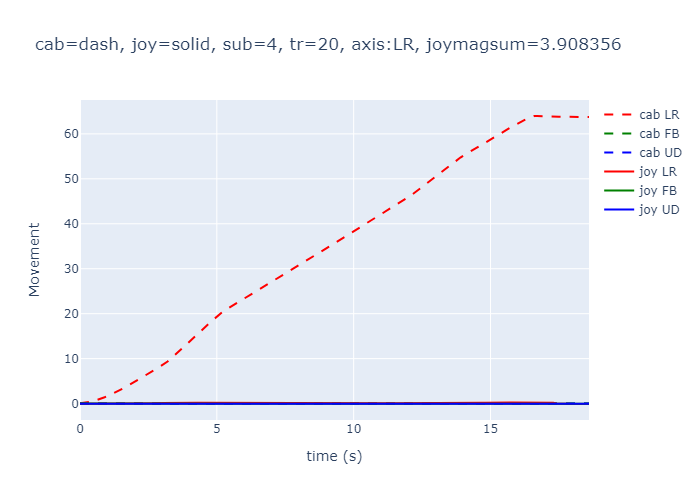 cab=dash, joy=solid, sub=4, tr=20, axis:LR, joymagsum=3.908356
cab LR
cab FB
cab UD
joy LR
joy FB
joy UD
Movement
60
50
40
30
20
10
0
0 5 10 15
time (s)